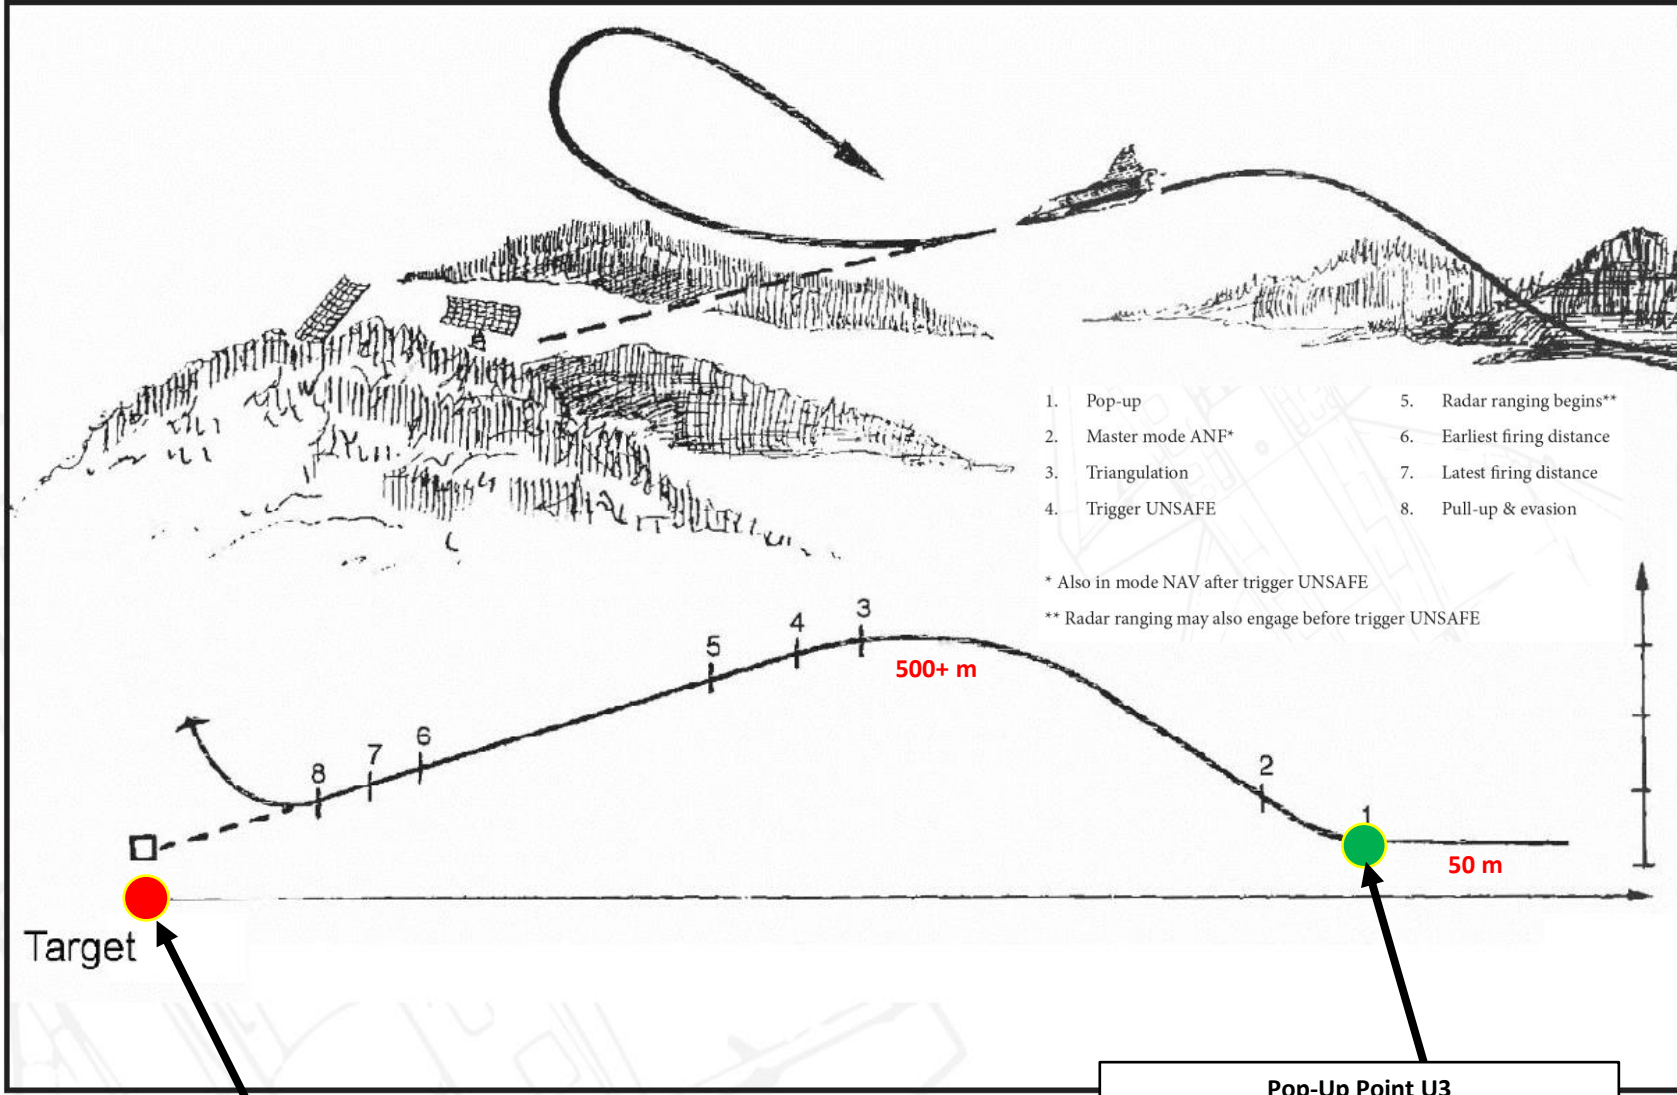 1. Pop-up
2. Master mode ANF*
3. Triangulation
4. Trigger UNSAFE
5. Radar ranging begins**
6. Earliest firing distance
7. Latest firing distance
8. Pull-up & evasion
* Also in mode NAV after trigger UNSAFE
** Radar ranging may also engage before trigger UNSAFE
3
4
5
500+ m
6
7
8
2
1
50 m
Target
Pop-Up Point U3